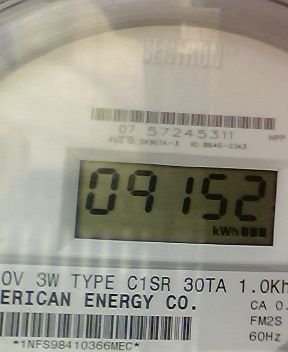 CENTRON
07 57245311
09152
kWh
0V 3W TYPE C1SR 30TA 1.0Kh
ERICAN ENERGY CO.
CA 0.
FM2S
60Hz
*1NFS98410366MEC*